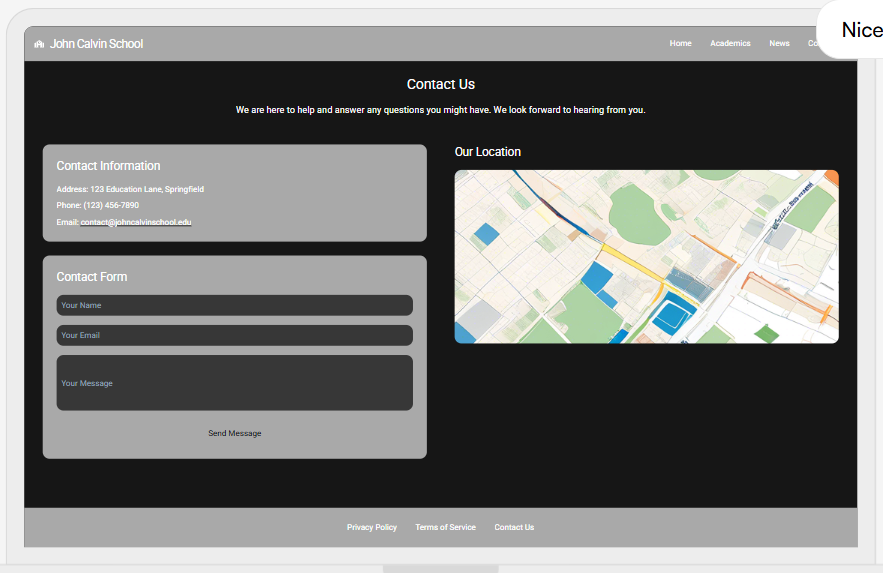 Nice
John Calvin School
Home Academics News
Contact Us
We are here to help and answer any questions you might have. We look forward to hearing from you.
Contact Information
Address: 123 Education Lane, Springfield
Phone: (123) 456-7890
Email: contact@johncalvinschool.edu
Our Location
Contact Form
Your Name
Your Email
Your Message
Send Message
Privacy Policy Terms of Service Contact Us